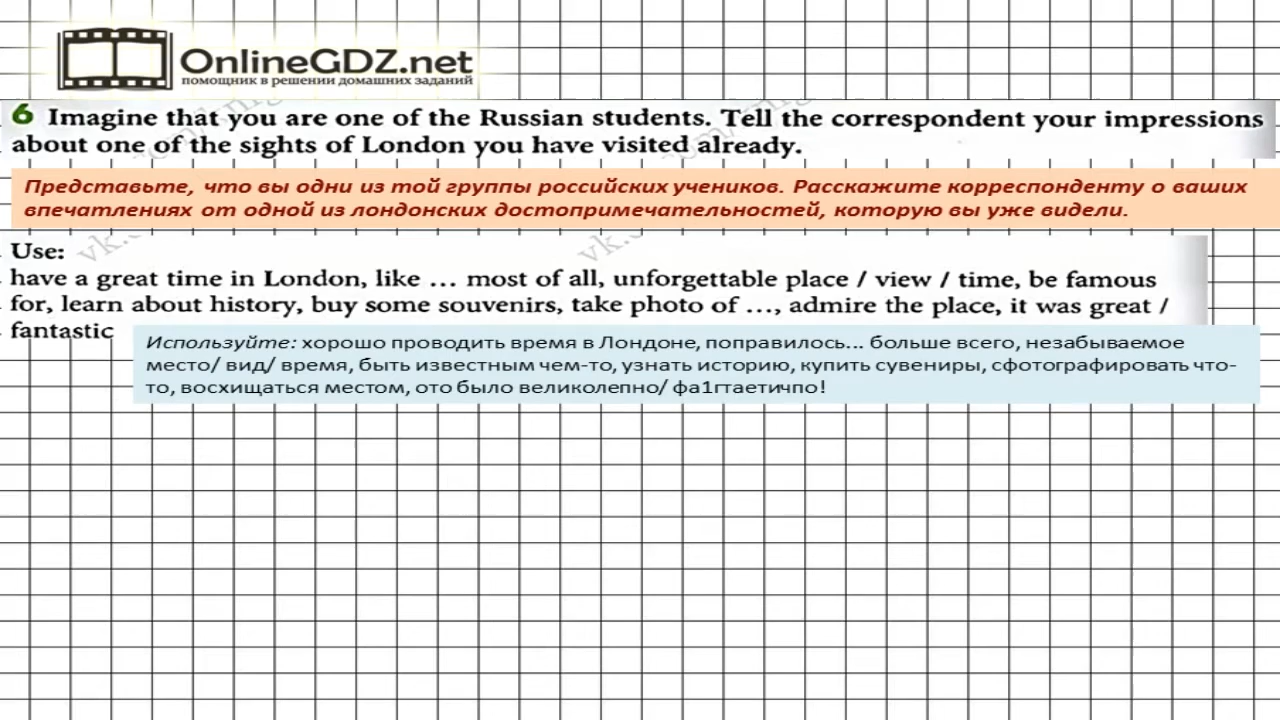 OnlineGDZ.net
помощник в решении домашних заданий
6 Imagine that you are one of the Russian students. Tell the correspondent your impressions
about one of the sights of London you have visited already.
Представьте, что вы одни из той группы российских учеников. Расскажите корреспонденту о ваших
впечатлениях от одной из лондонских достопримечательностей, которую вы уже видели.
Use:
have a great time in London, like ... most of all, unforgettable place / view / time, be famous
for, learn about history, buy some souvenirs, take photo of ..., admire the place, it was great /
fantastic
Используйте: хорошо проводить время в Лондоне, поправилось... больше всего, незабываемое
место/ вид/ время, быть известным чем-то, узнать историю, купить сувениры, сфотографировать что-
то, восхищаться местом, ото было великолепно/ фа1гтаетичпо!